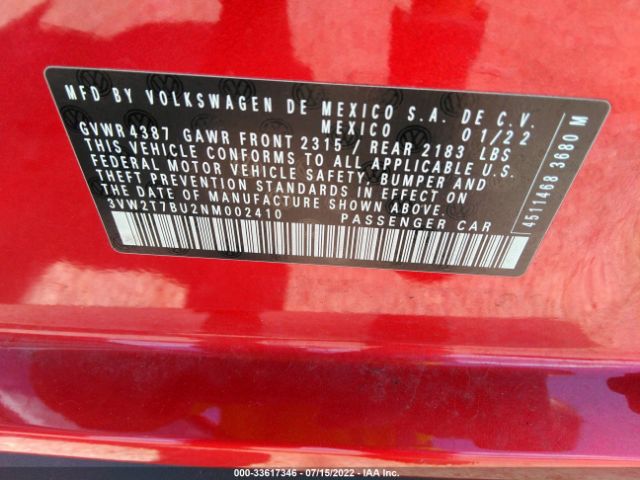 MFD BY VOLKSWAGEN DE MEXICO S.A. DE C.V.
MEXICO 01/22
GVWR 4387 GAWR FRONT 2315 / REAR 2183 LBS
THIS VEHICLE CONFORMS TO ALL APPLICABLE U.S.
FEDERAL MOTOR VEHICLE SAFETY, BUMPER AND
THEFT PREVENTION STANDARDS IN EFFECT ON
THE DATE OF MANUFACTURE SHOWN ABOVE.
3VW2T7BU2NM002410 PASSENGER CAR
4511468 3680 M
000-33617346 | 07/15/2022 | IAA Inc.